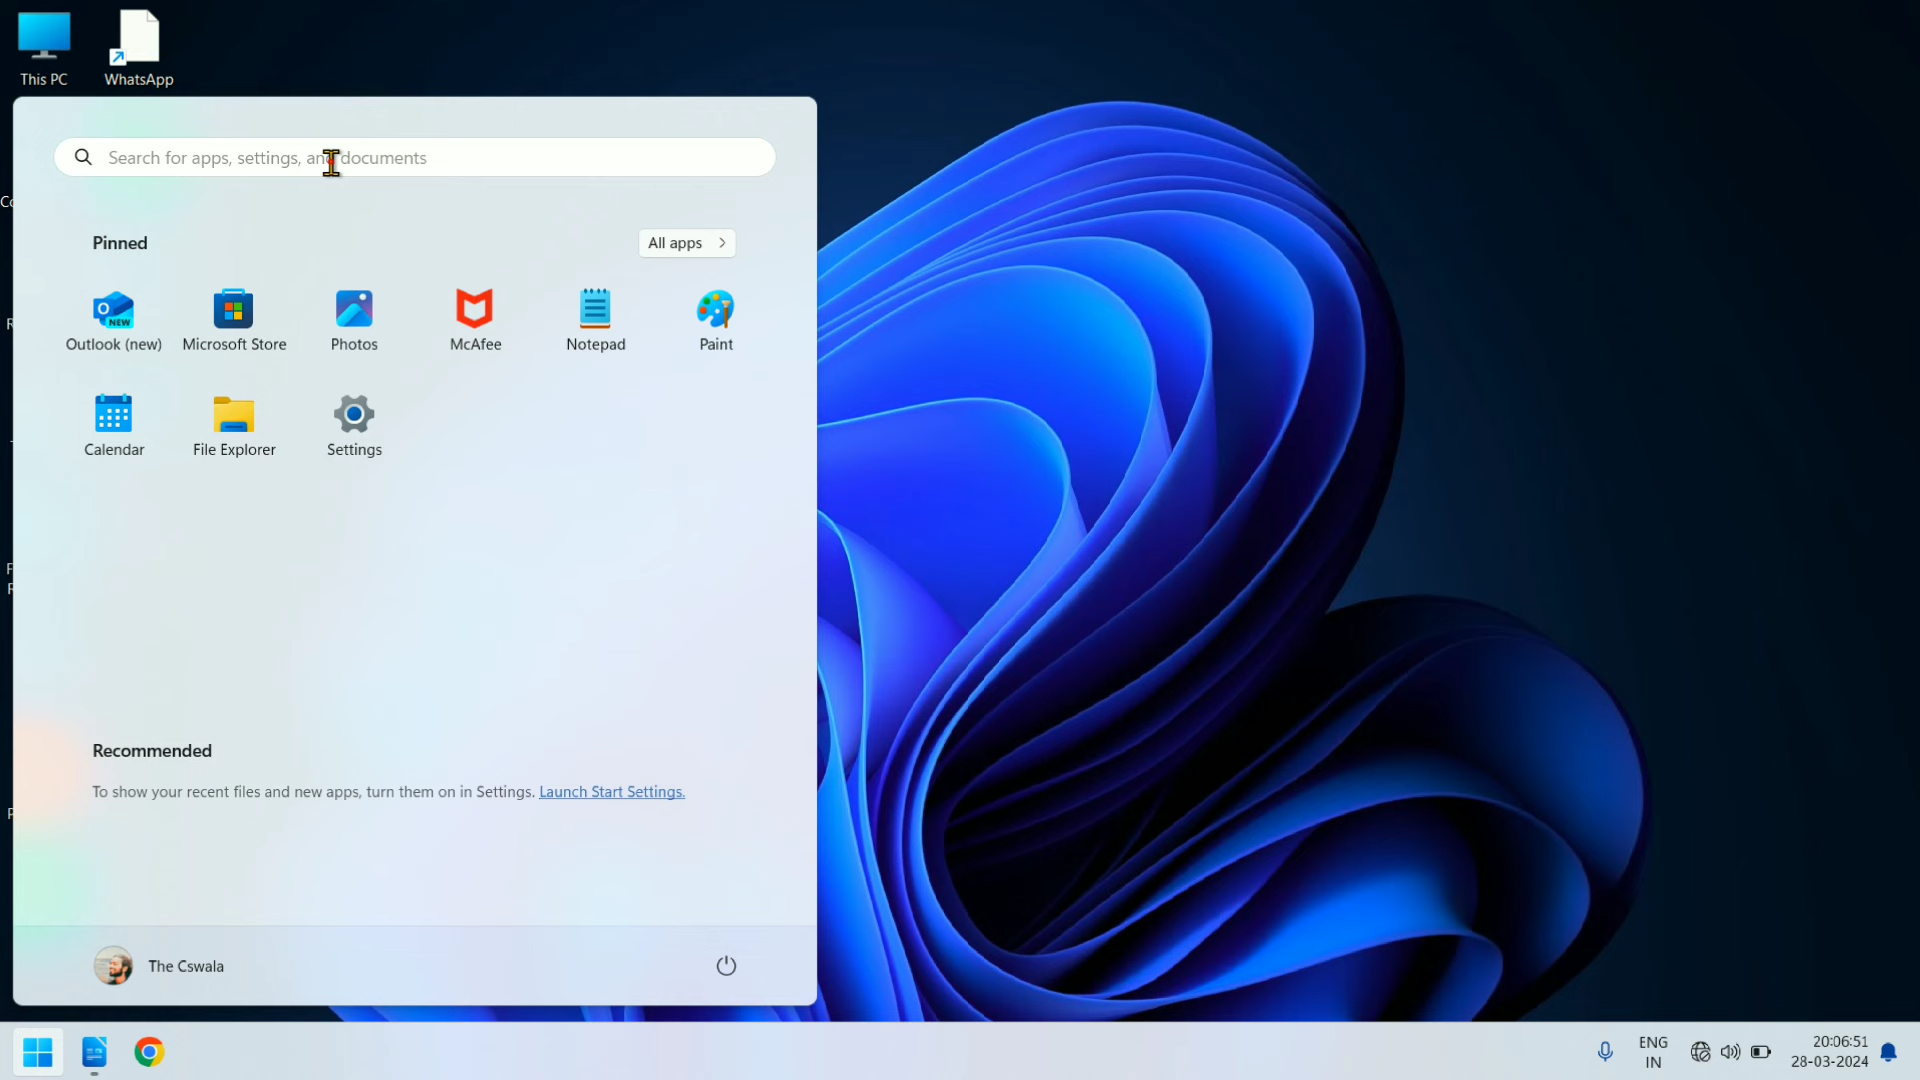 This PC
WhatsApp
Search for apps, settings, and documents
Pinned
All apps
Outlook (new)
Microsoft Store
Photos
McAfee
Notepad
Paint
Calendar
File Explorer
Settings
Recommended
To show your recent files and new apps, turn them on in Settings. Launch Start Settings.
The Cswala
ENG
IN
20:06:51
28-03-2024